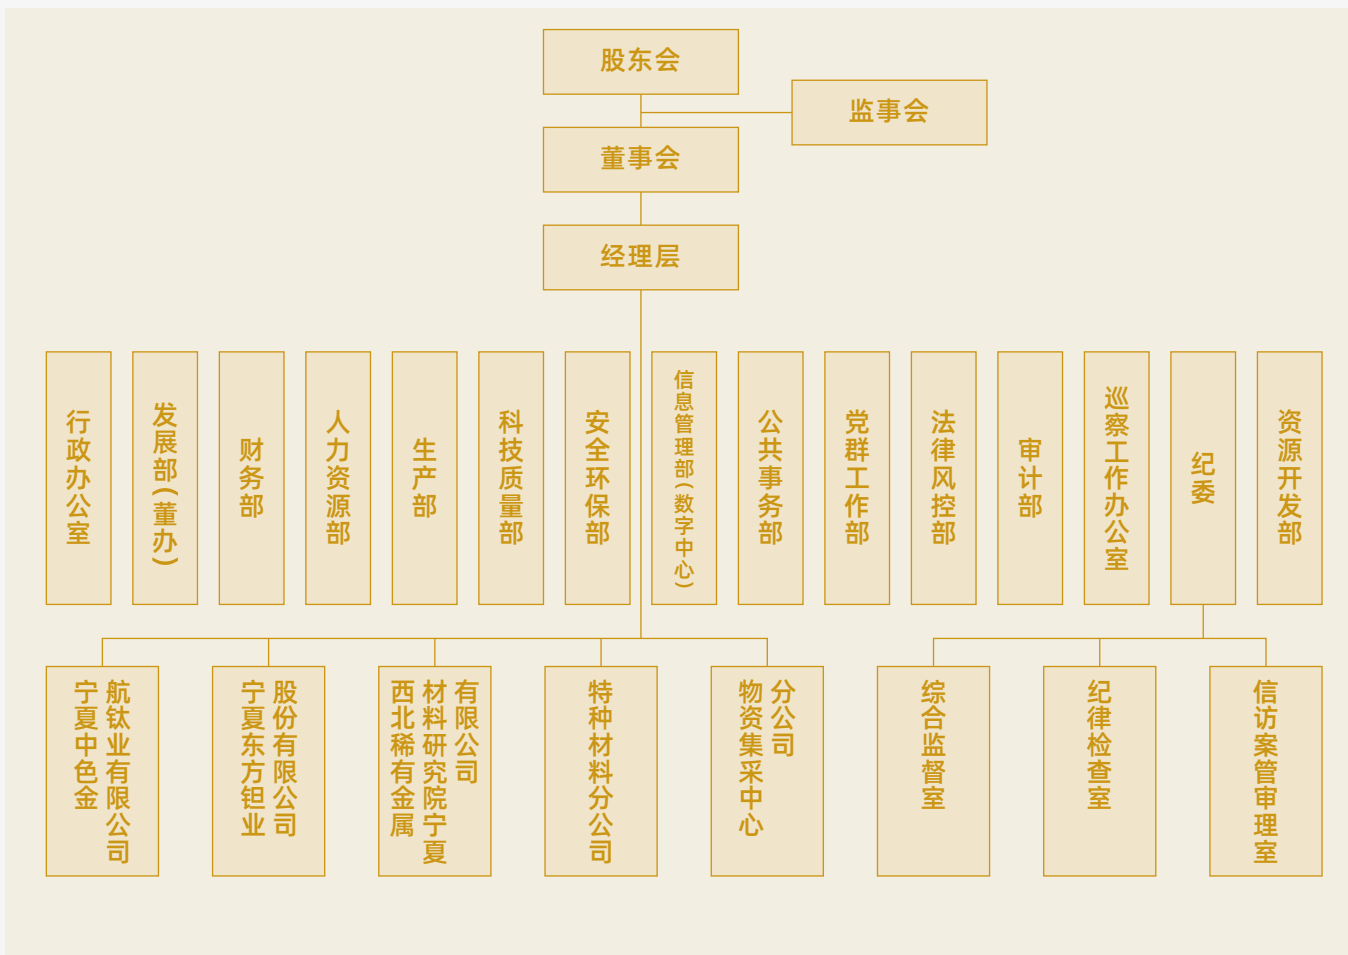 股东会
监事会
董事会
经理层
行政办公室
发展部(董办)
财务部
人力资源部
生产部
科技质量部
安全环保部
信息管理部(数字中心)
公共事务部
党群工作部
法律风控部
审计部
巡察工作办公室
纪委
资源开发部
宁夏中色金
航钛业有限公司
宁夏东方钽业
股份有限公司
西北稀有金属
材料研究院宁夏
有限公司
特种材料分公司
物资集采中心
分公司
综合监督室
纪律检查室
信访案管审理室